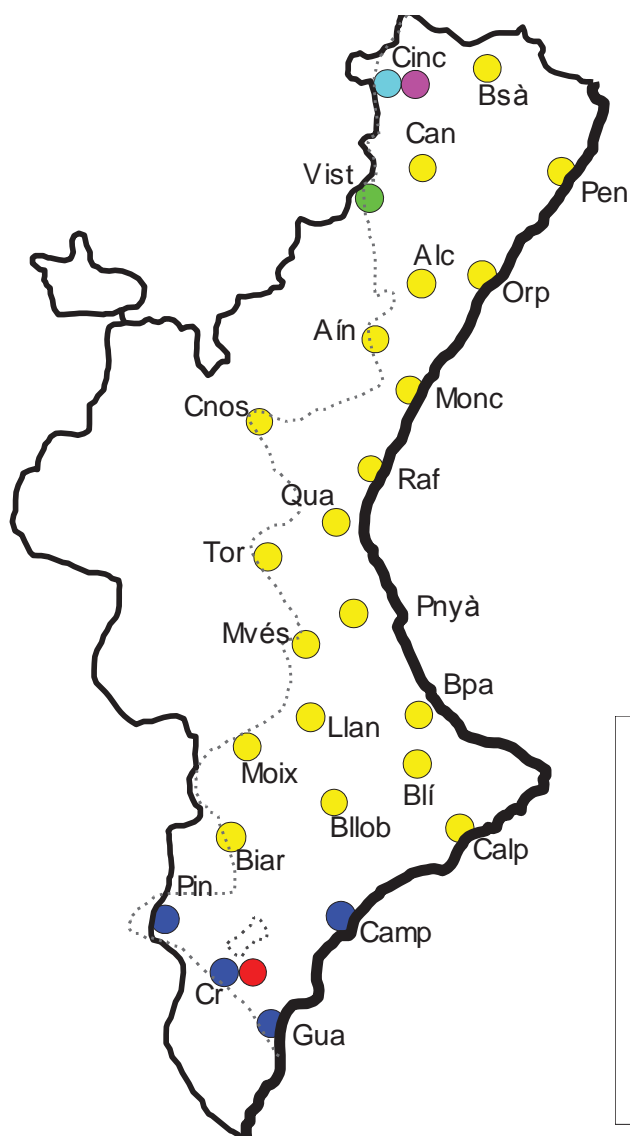 Cinc
Bsà
Can
Vist
Pen
Alc
Orp
Aín
Monc
Cnos
Raf
Qua
Tor
Pnyà
Mvés
Bpa
Llan
Moix
Blí
Bllob
Calp
Biar
Pin
Camp
Cr
Gua